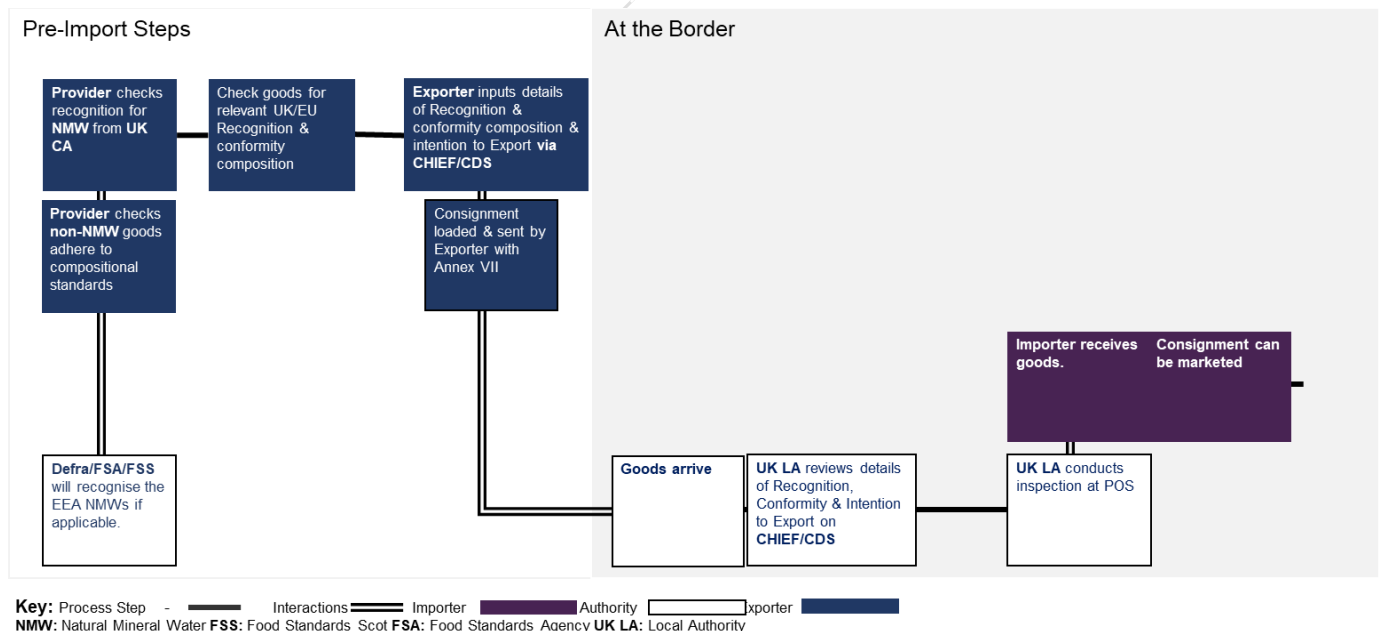 Pre-Import Steps
At the Border
Provider checks
recognition for
NMW from UK
CA
Check goods for
relevant UK/EU
Recognition &
conformity
composition
Exporter inputs details
of Recognition &
conformity composition &
intention to Export via
CHIEF/CDS
Provider checks
non-NMW goods
adhere to
compositional
standards
Consignment
loaded & sent by
Exporter with
Annex VII
Importer receives
goods.
Consignment can
be marketed
Defra/FSA/FSS
will recognise the
EEA NMWs if
applicable.
Goods arrive
UK LA reviews details
of Recognition,
Conformity & Intention
to Export on
CHIEF/CDS
UK LA conducts
inspection at POS
Key: Process Step - Interactions Importer Authority xporter
NMW: Natural Mineral Water FSS: Food Standards Scot FSA: Food Standards Agency UK LA: Local Authority